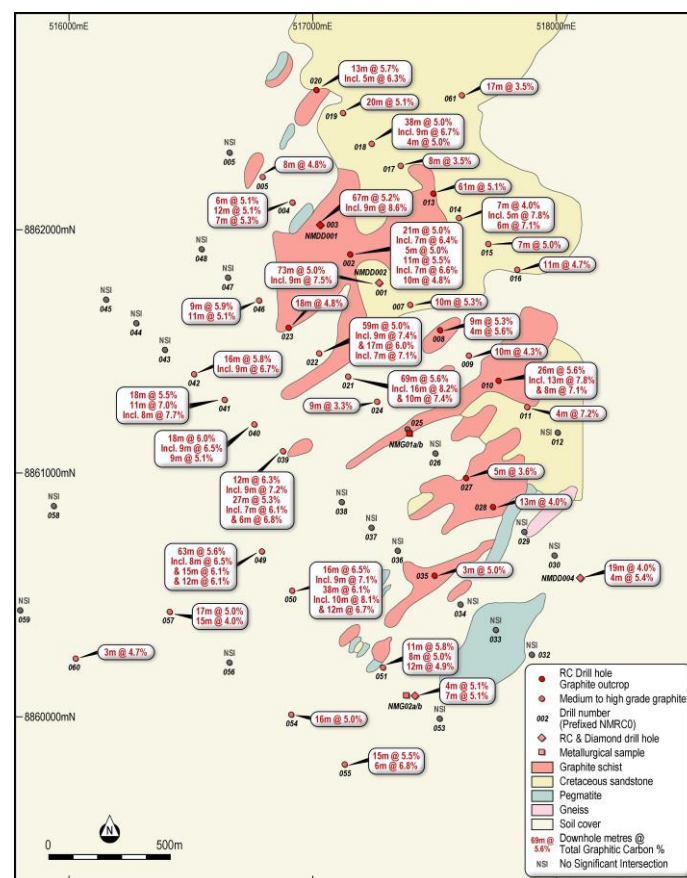 516000mE
517000mE
518000mE
8862000mN
8861000mN
8860000mN
13m @ 5.7%
Incl. 5m @ 6.3%
020
17m @ 3.5%
061
20m @ 5.1%
019
38m @ 5.0%
Incl. 9m @ 6.7%
4m @ 5.0%
018
NSI
005
8m @ 4.8%
005
8m @ 3.5%
017
61m @ 5.1%
013
6m @ 5.1%
12m @ 5.1%
7m @ 5.3%
004
67m @ 5.2%
Incl. 9m @ 8.6%
003
NMDD001
7m @ 4.0%
Incl. 5m @ 7.8%
6m @ 7.1%
014
21m @ 5.0%
Incl. 7m @ 6.4%
5m @ 5.0%
11m @ 5.5%
Incl. 7m @ 6.6%
10m @ 4.8%
002
7m @ 5.0%
015
11m @ 4.7%
016
NSI
048
NSI
047
73m @ 5.0%
Incl. 9m @ 7.5%
NMDD002
001
NSI
045
NSI
044
NSI
043
9m @ 5.9%
11m @ 5.1%
046
18m @ 4.8%
023
10m @ 5.3%
007
9m @ 5.3%
4m @ 5.6%
008
59m @ 5.0%
Incl. 9m @ 7.4%
& 17m @ 6.0%
Incl. 7m @ 7.1%
022
10m @ 4.3%
009
16m @ 5.8%
Incl. 9m @ 6.7%
042
69m @ 5.6%
Incl. 16m @ 8.2%
& 10m @ 7.4%
021
26m @ 5.6%
Incl. 13m @ 7.8%
& 8m @ 7.1%
010
18m @ 5.5%
11m @ 7.0%
Incl. 8m @ 7.7%
041
9m @ 3.3%
024
4m @ 7.2%
011
NSI
012
18m @ 6.0%
Incl. 9m @ 6.5%
9m @ 5.1%
040
025
NMG01a/b
NSI
026
039
12m @ 6.3%
Incl. 9m @ 7.2%
27m @ 5.3%
Incl. 7m @ 6.1%
& 6m @ 6.8%
5m @ 3.6%
027
13m @ 4.0%
028
NSI
058
NSI
038
NSI
037
NSI
036
NSI
029
NSI
030
63m @ 5.6%
Incl. 8m @ 6.5%
& 15m @ 6.1%
& 12m @ 6.1%
049
16m @ 6.5%
Incl. 9m @ 7.1%
38m @ 6.1%
Incl. 10m @ 8.1%
& 12m @ 6.7%
050
3m @ 5.0%
035
19m @ 4.0%
4m @ 5.4%
NMDD004
NSI
059
17m @ 5.0%
15m @ 4.0%
057
NSI
034
NSI
033
NSI
032
3m @ 4.7%
060
NSI
056
11m @ 5.8%
8m @ 5.0%
12m @ 4.9%
051
4m @ 5.1%
7m @ 5.1%
NMG02a/b
NSI
053
16m @ 5.0%
054
15m @ 5.5%
6m @ 6.8%
055
N
0
500m
RC Drill hole
Graphite outcrop
Medium to high grade graphite
002
Drill number
(Prefixed NMRC0)
RC & Diamond drill hole
Metallurgical sample
Graphite schist
Cretaceous sandstone
Pegmatite
Gneiss
Soil cover
69m @
5.6%
Downhole metres @
Total Graphitic Carbon %
NSI
No Significant Intersection